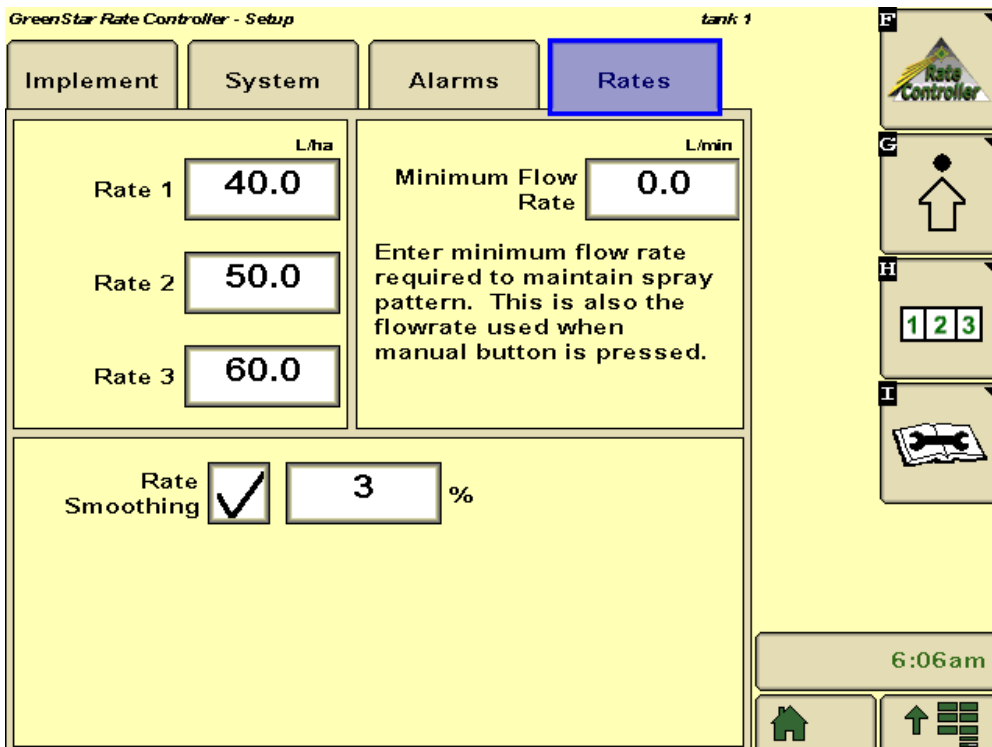 GreenStar Rate Controller - Setup
tank 1
Implement
System
Alarms
Rates
L/ha
Rate 1
40.0
Rate 2
50.0
Rate 3
60.0
L/min
Minimum Flow
Rate
0.0
Enter minimum flow rate
required to maintain spray
pattern. This is also the
flowrate used when
manual button is pressed.
Rate
Smoothing
3
%
F
Rate
Controller
G
H
1 2 3
I
6:06am